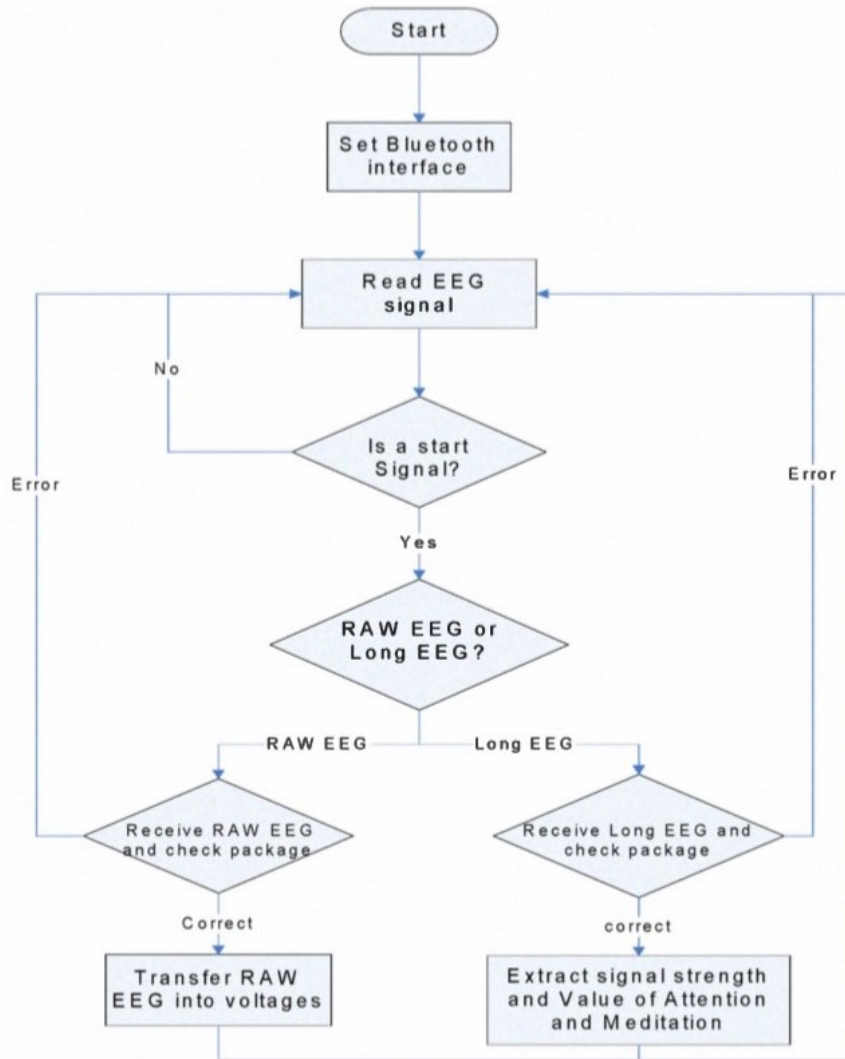 Start
Set Bluetooth
interface
Read EEG
signal
No
Is a start
Signal?
Error
Error
Yes
RAW EEG or
Long EEG?
RAW EEG
Long EEG
Receive RAW EEG
and check package
Receive Long EEG and
check package
Correct
correct
Transfer RAW
EEG into voltages
Extract signal strength
and Value of Attention
and Meditation